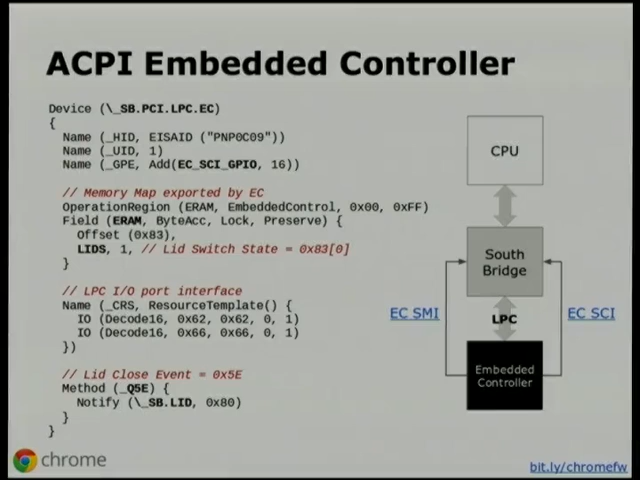 ACPI Embedded Controller
Device (\_SB.PCI.LPC.EC)
{
Name (_HID, EISAID ("PNP0C09"))
Name (_UID, 1)
Name (_GPE, Add(EC_SCI_GPIO, 16))
// Memory Map exported by EC
OperationRegion (ERAM, EmbeddedControl, 0x00, 0xFF)
Field (ERAM, ByteAcc, Lock, Preserve) {
Offset (0x83),
LIDS, 1, // Lid Switch State = 0x83[0]
}
// LPC I/O port interface
Name (_CRS, ResourceTemplate() {
IO (Decode16, 0x62, 0x62, 0, 1)
IO (Decode16, 0x66, 0x66, 0, 1)
})
// Lid Close Event = 0x5E
Method (_Q5E) {
Notify (\_SB.LID, 0x80)
}
}
CPU
South
Bridge
EC SMI
LPC
EC SCI
Embedded
Controller
chrome
bit.ly/chromefw